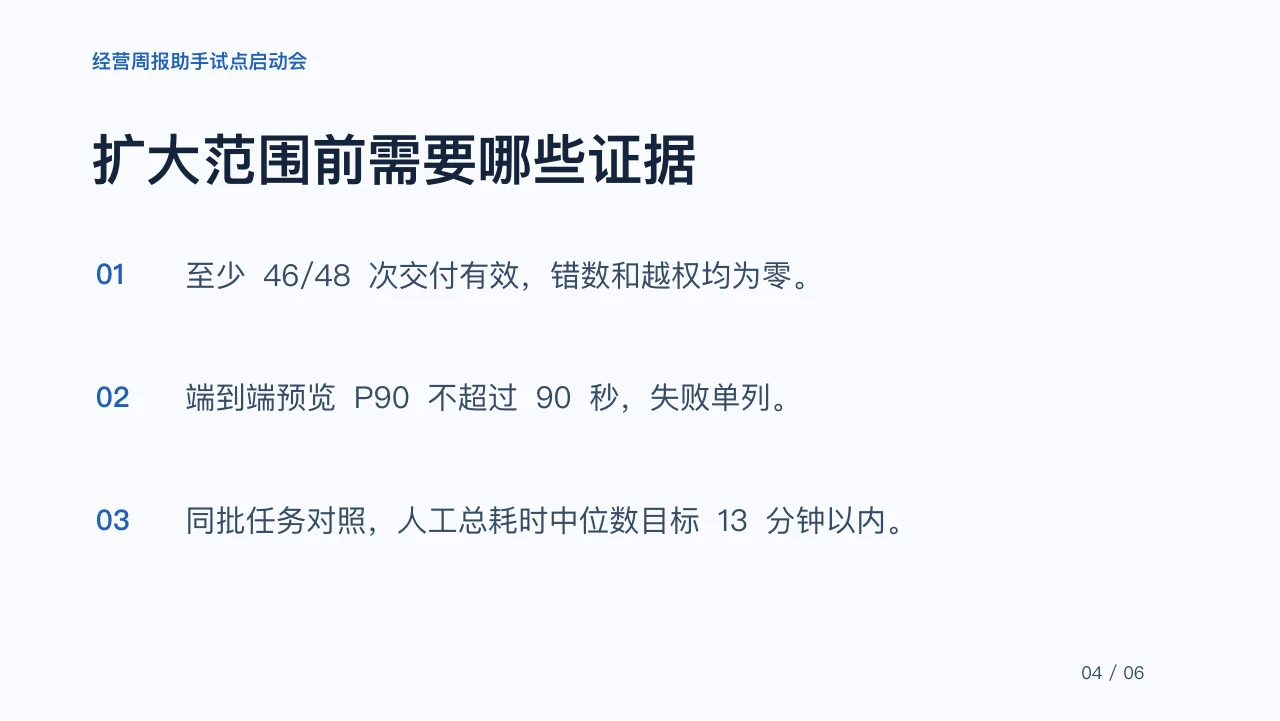 经营周报助手试点启动会
扩大范围前需要哪些证据
01 至少 46/48 次交付有效，错数和越权均为零。
02 端到端预览 P90 不超过 90 秒，失败单列。
03 同批任务对照，人工总耗时中位数目标 13 分钟以内。
04 / 06